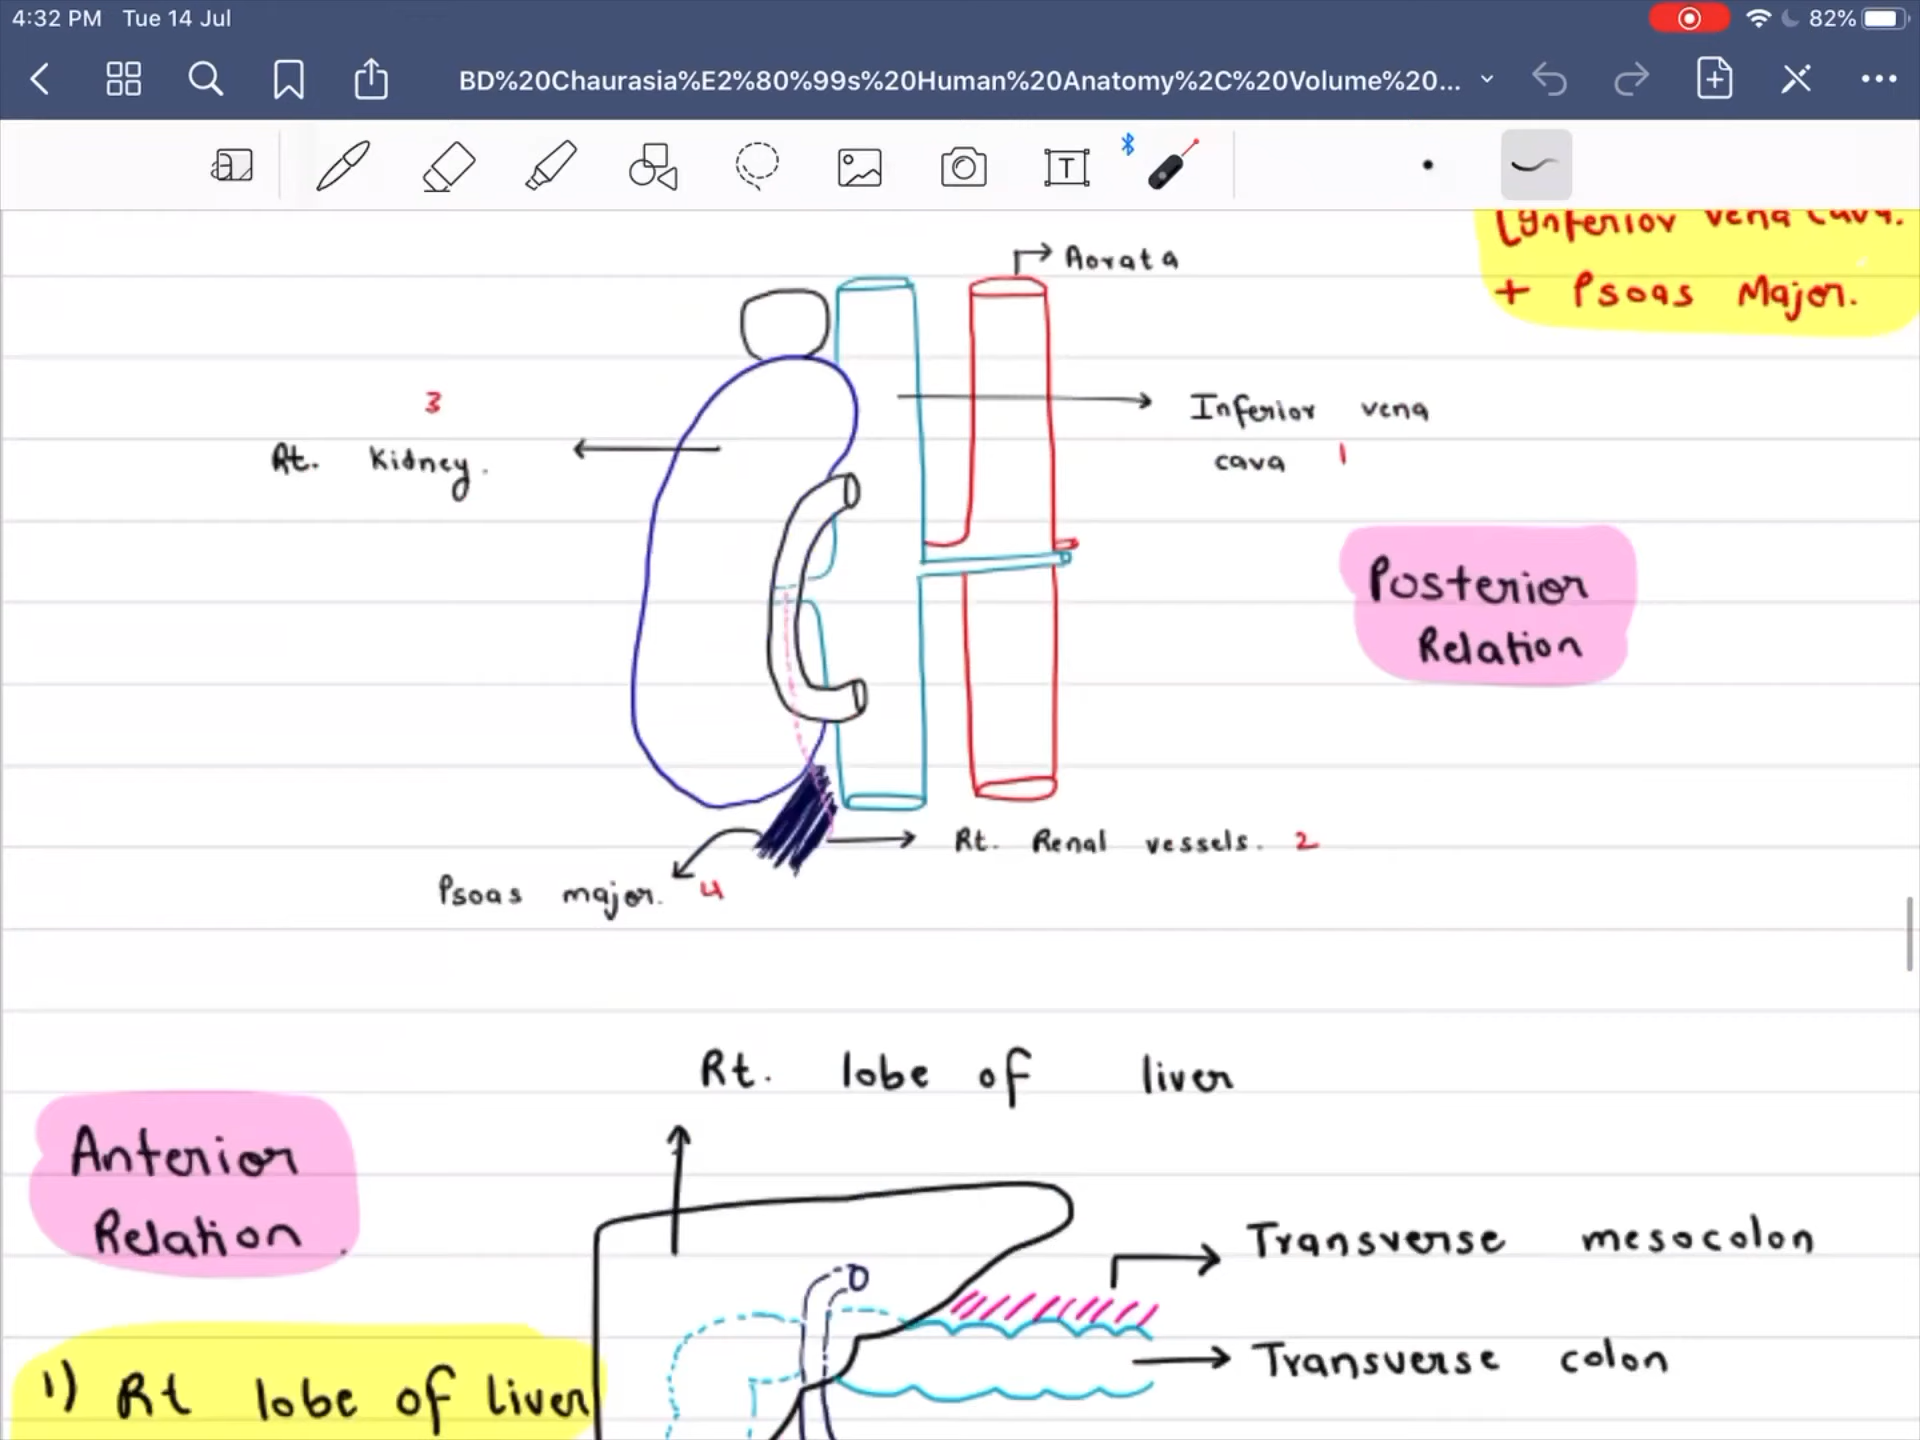 4:32 PM Tue 14 Jul
82%
BD%20Chaurasia%E2%80%99s%20Human%20Anatomy%2C%20Volume%20...
a
T
(Inferior vena cava.
+ Psoas Major.
Aorata
3
Rt. Kidney.
Inferior vena
cava 1
Posterior
Relation
Rt. Renal vessels. 2
Psoas major. 4
Rt. lobe of liver
Anterior
Relation.
Transverse mesocolon
Transverse colon
1) Rt lobe of liver